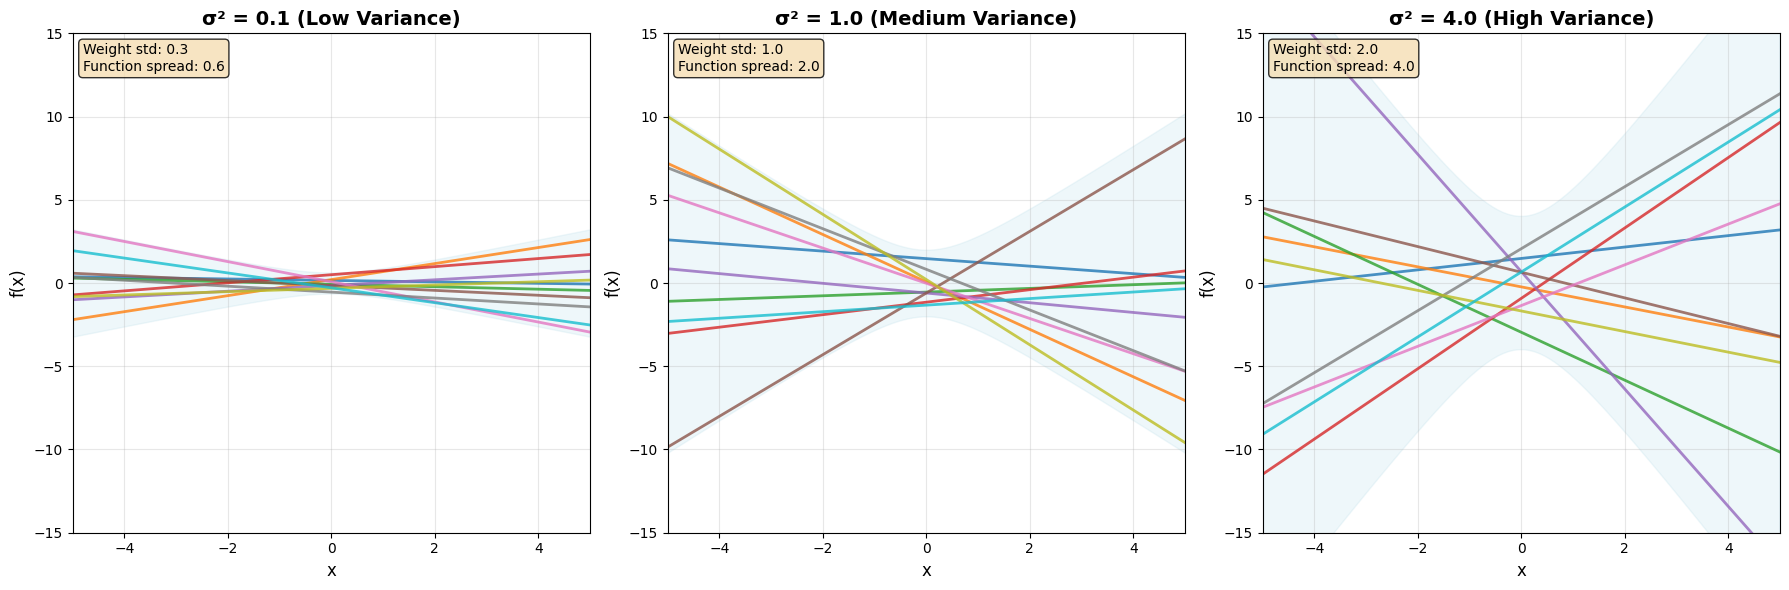 σ² = 0.1 (Low Variance)
Weight std: 0.3
Function spread: 0.6
15
10
5
0
−5
−10
−15
f(x)
−4 −2 0 2 4
x
σ² = 1.0 (Medium Variance)
Weight std: 1.0
Function spread: 2.0
15
10
5
0
−5
−10
−15
f(x)
−4 −2 0 2 4
x
σ² = 4.0 (High Variance)
Weight std: 2.0
Function spread: 4.0
15
10
5
0
−5
−10
−15
f(x)
−4 −2 0 2 4
x